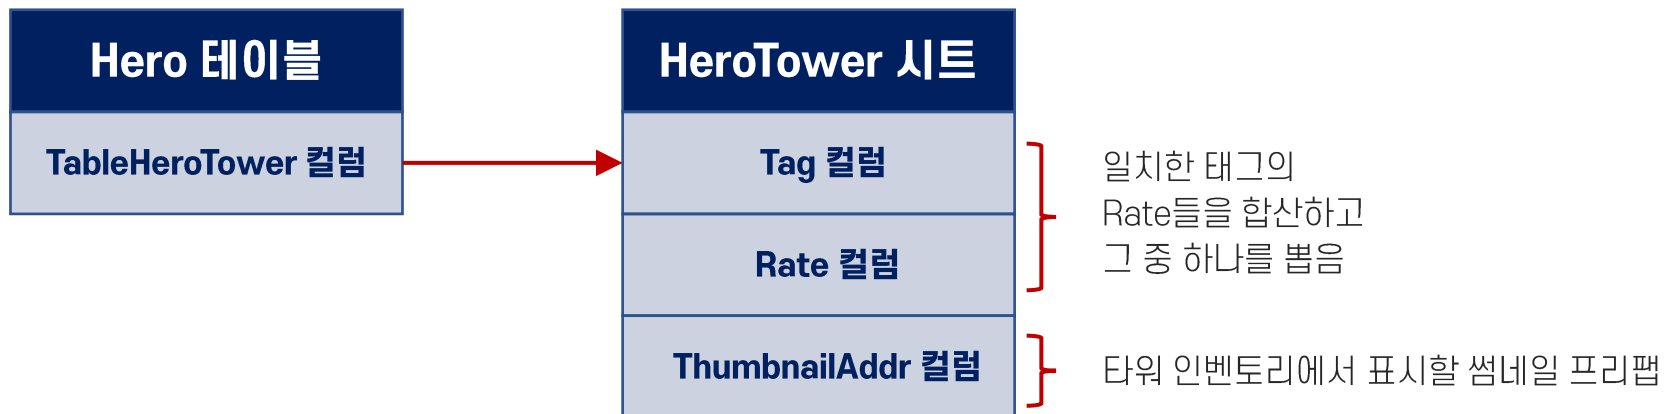 Hero 테이블
TableHeroTower 컬럼
HeroTower 시트
Tag 컬럼
Rate 컬럼
ThumbnailAddr 컬럼
일치한 태그의
Rate들을 합산하고
그 중 하나를 뽑음
타워 인벤토리에서 표시할 썸네일 프리팹